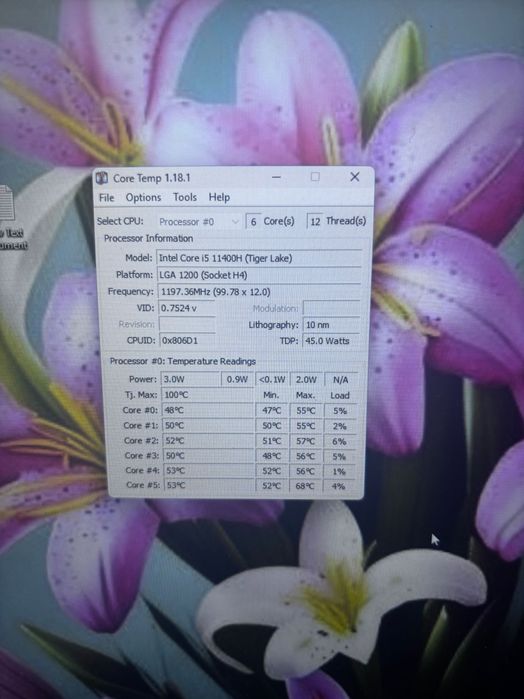 Core Temp 1.18.1
File Options Tools Help
Select CPU: Processor #0 6 Core(s) 12 Thread(s)
Processor Information
Model: Intel Core i5 11400H (Tiger Lake)
Platform: LGA 1200 (Socket H4)
Frequency: 1197.36MHz (99.78 x 12.0)
VID: 0.7524 v Modulation:
Revision: Lithography: 10 nm
CPUID: 0x806D1 TDP: 45.0 Watts
Processor #0: Temperature Readings
Power: 3.0W 0.9W <0.1W 2.0W N/A
Tj. Max: 100°C Min. Max. Load
Core #0: 48°C 47°C 55°C 5%
Core #1: 50°C 50°C 55°C 2%
Core #2: 52°C 51°C 57°C 6%
Core #3: 50°C 48°C 56°C 5%
Core #4: 53°C 52°C 56°C 1%
Core #5: 53°C 52°C 68°C 4%
Text
ument